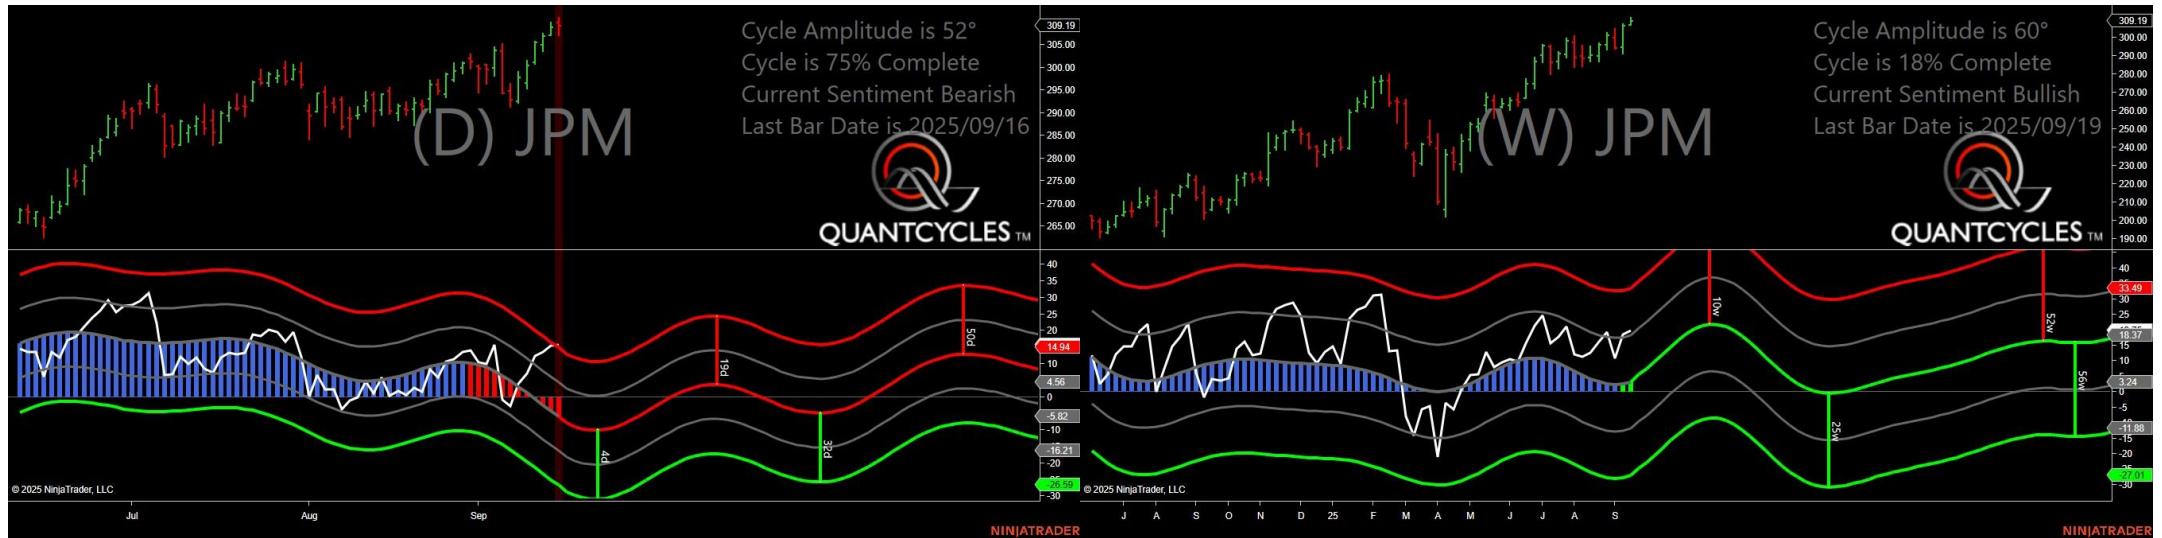 Cycle Amplitude is 52°
Cycle is 75% Complete
Current Sentiment Bearish
Last Bar Date is 2025/09/16
(D) JPM
QUANTCYCLES TM
309.19
305.00
300.00
295.00
290.00
285.00
280.00
275.00
270.00
265.00
40
35
30
25
20
14.94
10
4.56
0
-5.82
-10
-16.21
-20
-26.59
-30
4d
19d
32d
50d
© 2025 NinjaTrader, LLC
Jul
Aug
Sep
NINJATRADER
Cycle Amplitude is 60°
Cycle is 18% Complete
Current Sentiment Bullish
Last Bar Date is 2025/09/19
(W) JPM
QUANTCYCLES TM
309.19
300.00
290.00
280.00
270.00
260.00
250.00
240.00
230.00
220.00
210.00
200.00
190.00
40
33.49
30
25
18.37
15
10
5
3.24
0
-5
-11.88
-15
-20
-27.01
-30
10w
25w
52w
56w
© 2025 NinjaTrader, LLC
J
A
S
O
N
D
25
F
M
A
M
J
J
A
S
NINJATRADER